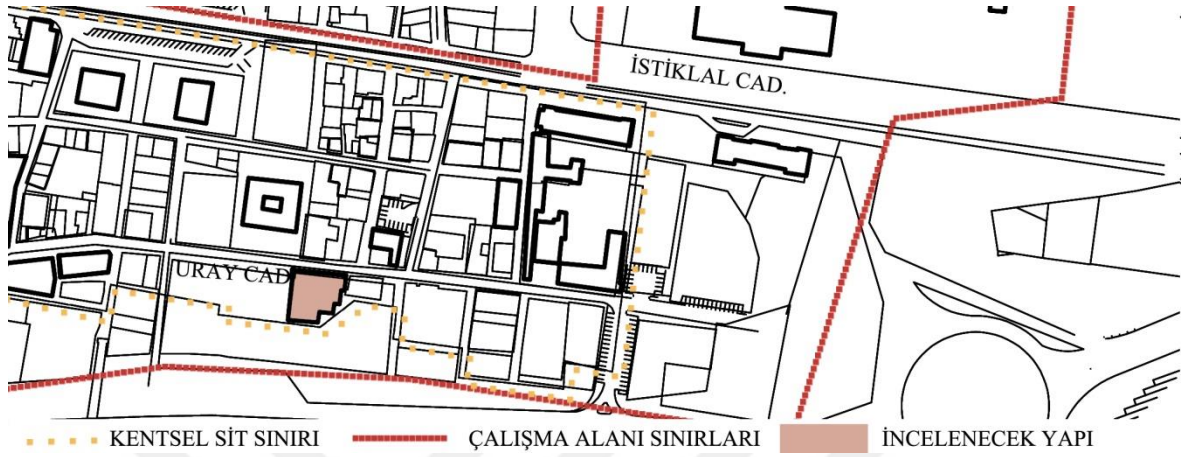 İSTİKLAL CAD.
URAY CAD
KENTSEL SİT SINIRI
ÇALIŞMA ALANI SINIRLARI
İNCELENECEK YAPI